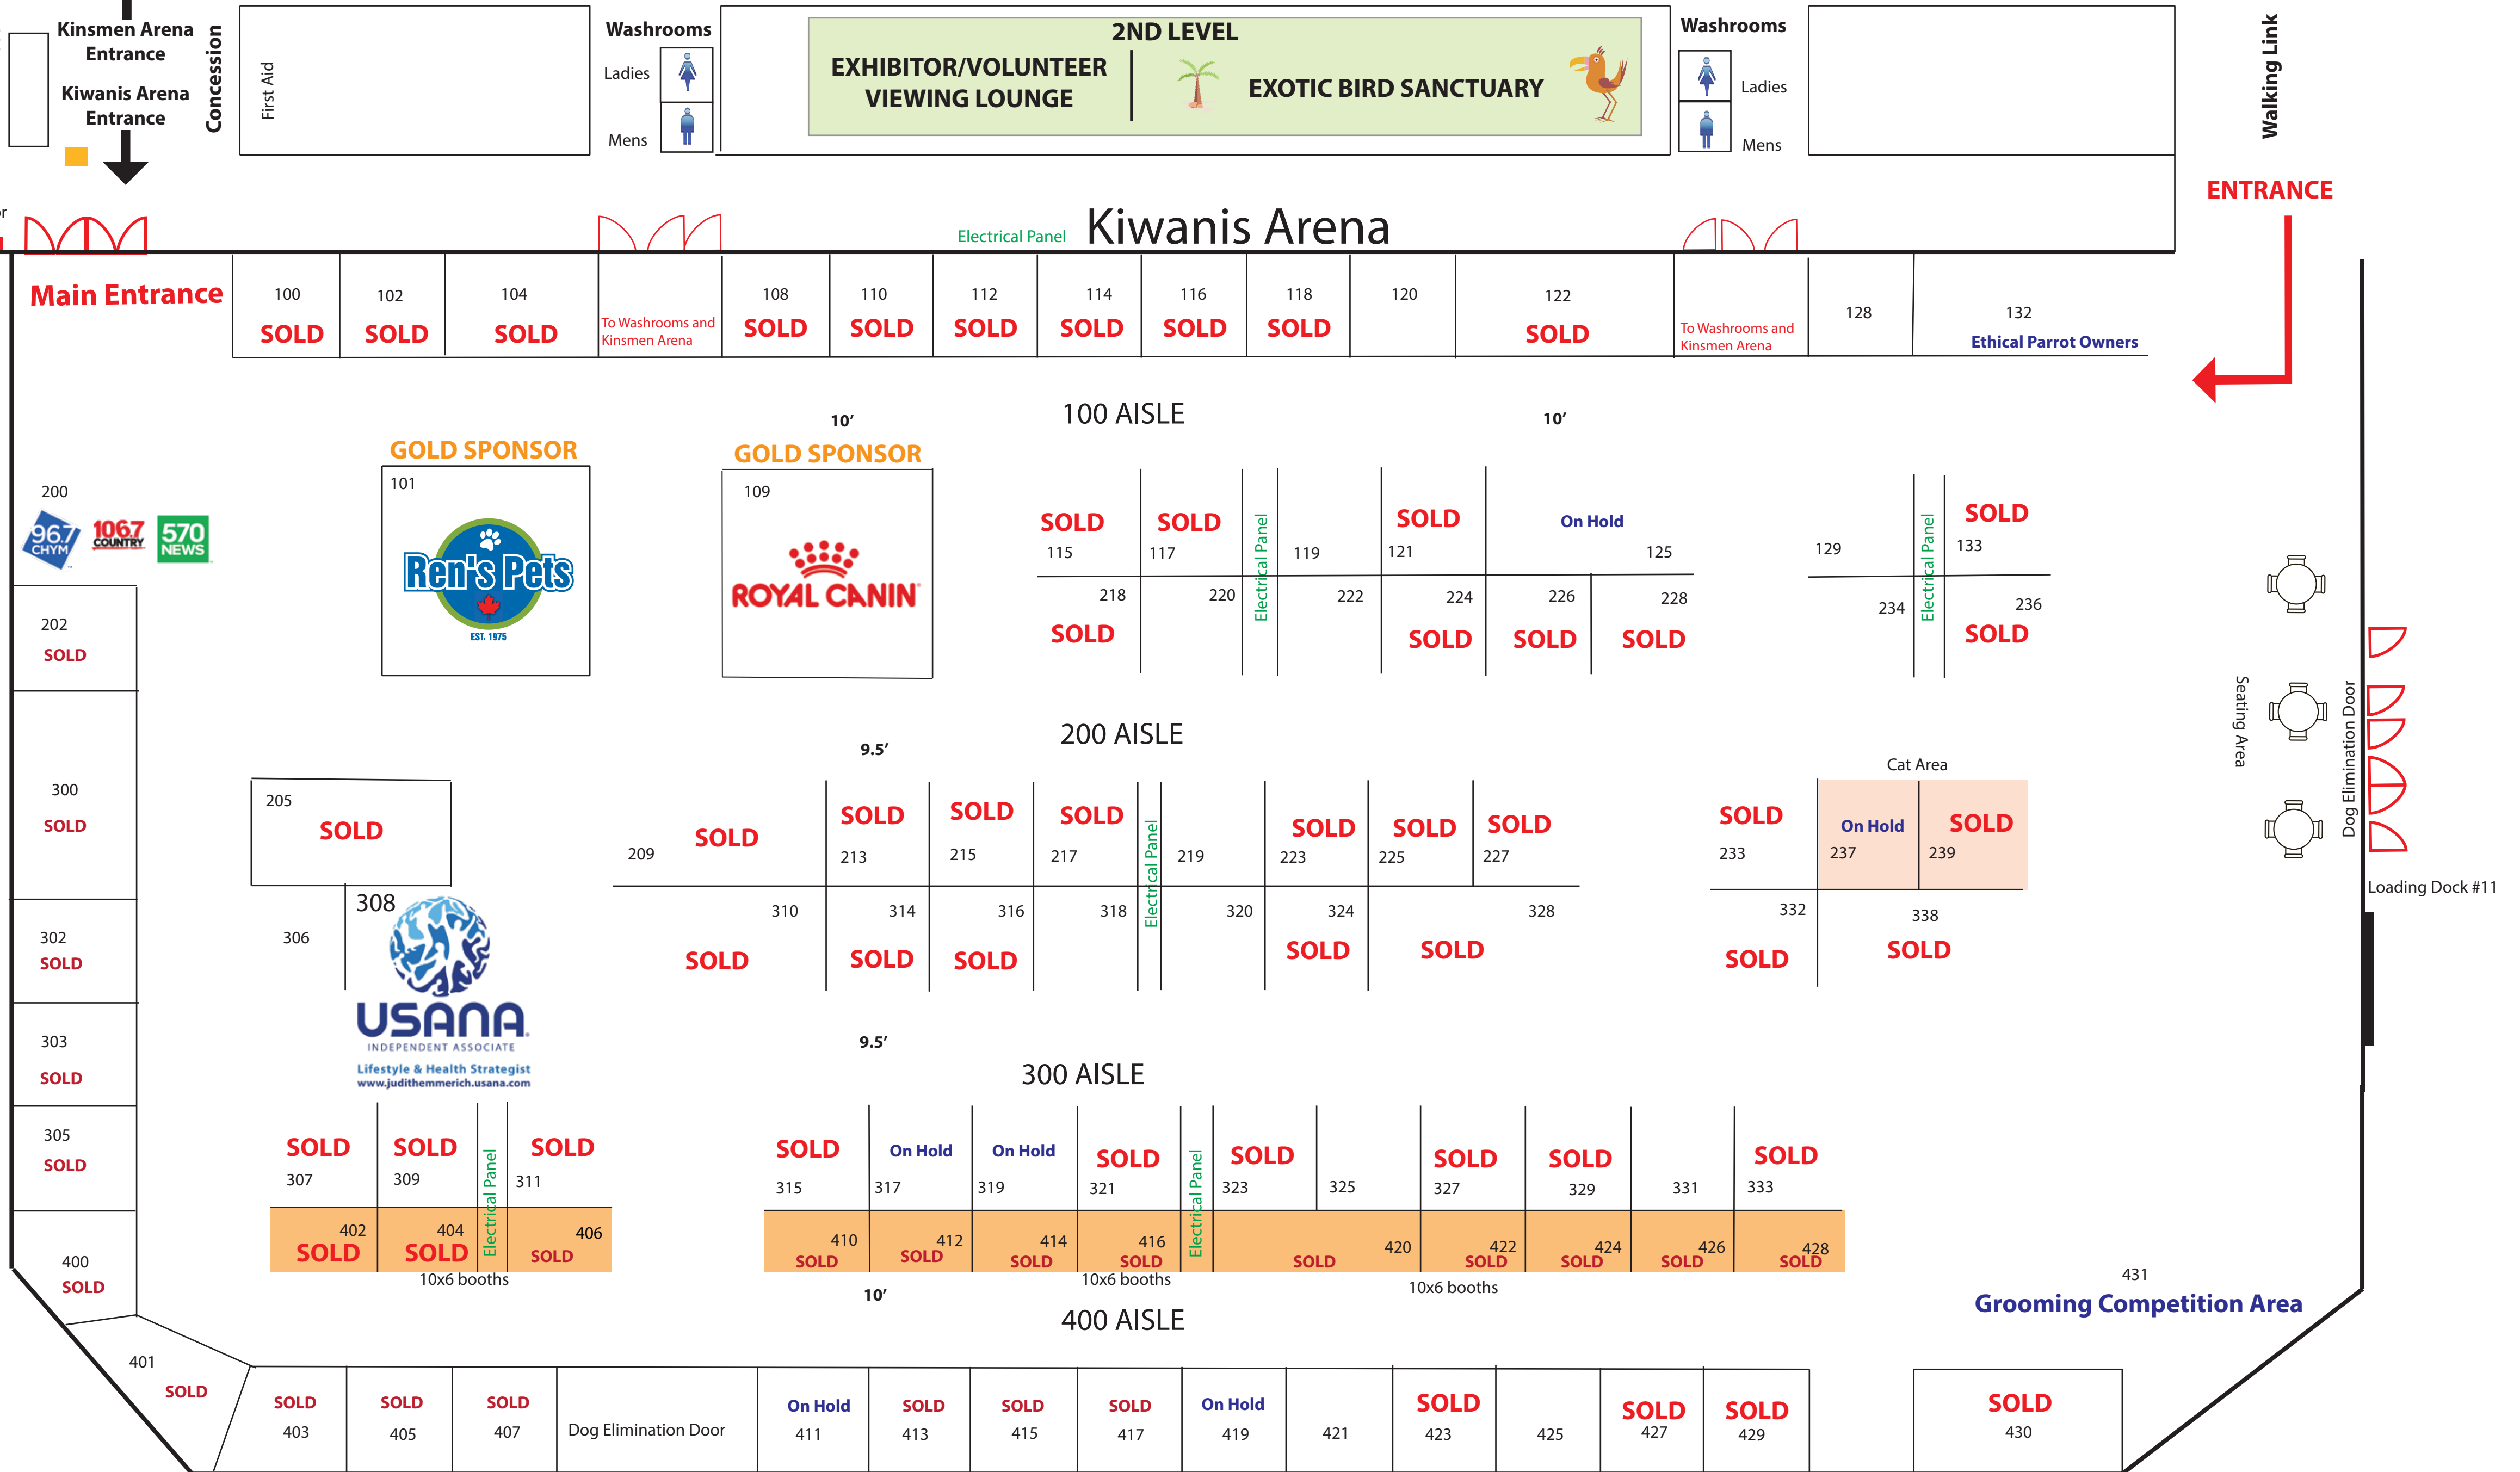 Kinsmen Arena
Entrance
Kiwanis Arena
Entrance
Concession
First Aid
Washrooms
Ladies
Mens
2ND LEVEL
EXHIBITOR/VOLUNTEER
VIEWING LOUNGE
EXOTIC BIRD SANCTUARY
Washrooms
Ladies
Mens
Walking Link
ENTRANCE
or
Electrical Panel
Kiwanis Arena
Main Entrance
100
SOLD
102
SOLD
104
SOLD
To Washrooms and
Kinsmen Arena
108
SOLD
110
SOLD
112
SOLD
114
SOLD
116
SOLD
118
SOLD
120
122
SOLD
To Washrooms and
Kinsmen Arena
128
132
Ethical Parrot Owners
10’
100 AISLE
10’
200
96.7
CHYM
106.7
COUNTRY
570
NEWS
GOLD SPONSOR
101
Ren's Pets
EST. 1975
GOLD SPONSOR
109
ROYAL CANIN
SOLD
115
SOLD
117
Electrical Panel
119
SOLD
121
On Hold
125
129
Electrical Panel
SOLD
133
218
SOLD
220
222
224
SOLD
226
SOLD
228
SOLD
234
236
SOLD
202
SOLD
Seating Area
Dog Elimination Door
9.5’
200 AISLE
300
SOLD
205
SOLD
209
SOLD
SOLD
213
SOLD
215
SOLD
217
Electrical Panel
219
SOLD
223
SOLD
225
SOLD
227
SOLD
233
Cat Area
On Hold
237
SOLD
239
Loading Dock #11
302
SOLD
306
308
USANA
INDEPENDENT ASSOCIATE
Lifestyle & Health Strategist
www.judithemmerich.usana.com
310
SOLD
314
SOLD
316
SOLD
318
320
324
SOLD
328
SOLD
332
SOLD
338
SOLD
303
SOLD
9.5’
300 AISLE
305
SOLD
SOLD
307
SOLD
309
Electrical Panel
SOLD
311
SOLD
315
On Hold
317
On Hold
319
SOLD
321
Electrical Panel
SOLD
323
325
SOLD
327
SOLD
329
331
SOLD
333
402
SOLD
404
SOLD
406
SOLD
10x6 booths
410
SOLD
412
SOLD
414
SOLD
416
SOLD
10x6 booths
420
SOLD
422
SOLD
424
SOLD
426
SOLD
428
SOLD
10x6 booths
400
SOLD
10’
400 AISLE
431
Grooming Competition Area
401
SOLD
SOLD
403
SOLD
405
SOLD
407
Dog Elimination Door
On Hold
411
SOLD
413
SOLD
415
SOLD
417
On Hold
419
421
SOLD
423
425
SOLD
427
SOLD
429
SOLD
430